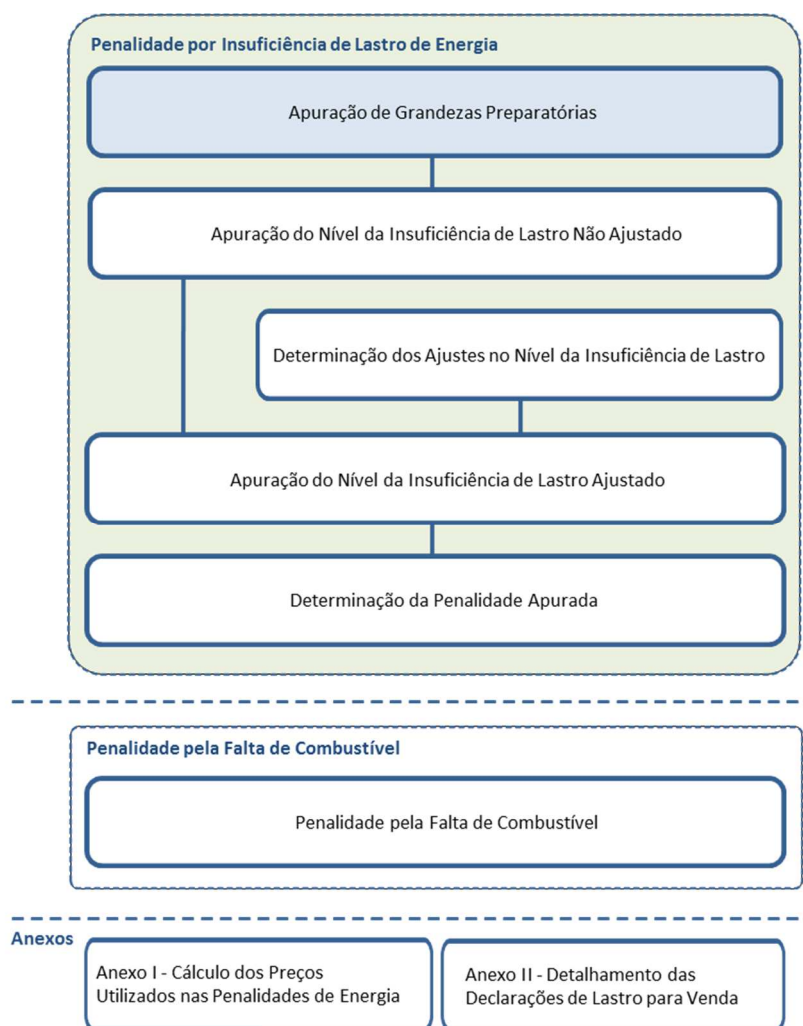 Penalidade por Insuficiência de Lastro de Energia
Apuração de Grandezas Preparatórias
Apuração do Nível da Insuficiência de Lastro Não Ajustado
Determinação dos Ajustes no Nível da Insuficiência de Lastro
Apuração do Nível da Insuficiência de Lastro Ajustado
Determinação da Penalidade Apurada
Penalidade pela Falta de Combustível
Penalidade pela Falta de Combustível
Anexos
Anexo I - Cálculo dos Preços
Utilizados nas Penalidades de Energia
Anexo II - Detalhamento das
Declarações de Lastro para Venda